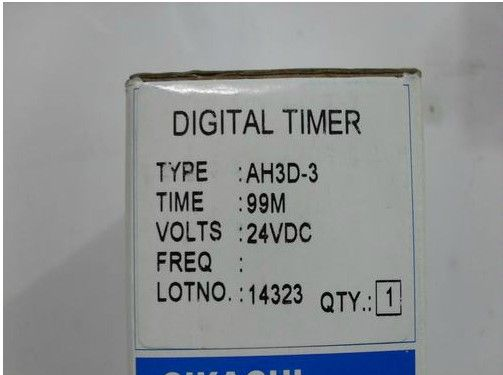 DIGITAL TIMER
TYPE :AH3D-3
TIME :99M
VOLTS :24VDC
FREQ :
LOTNO. :14323 QTY.: 1